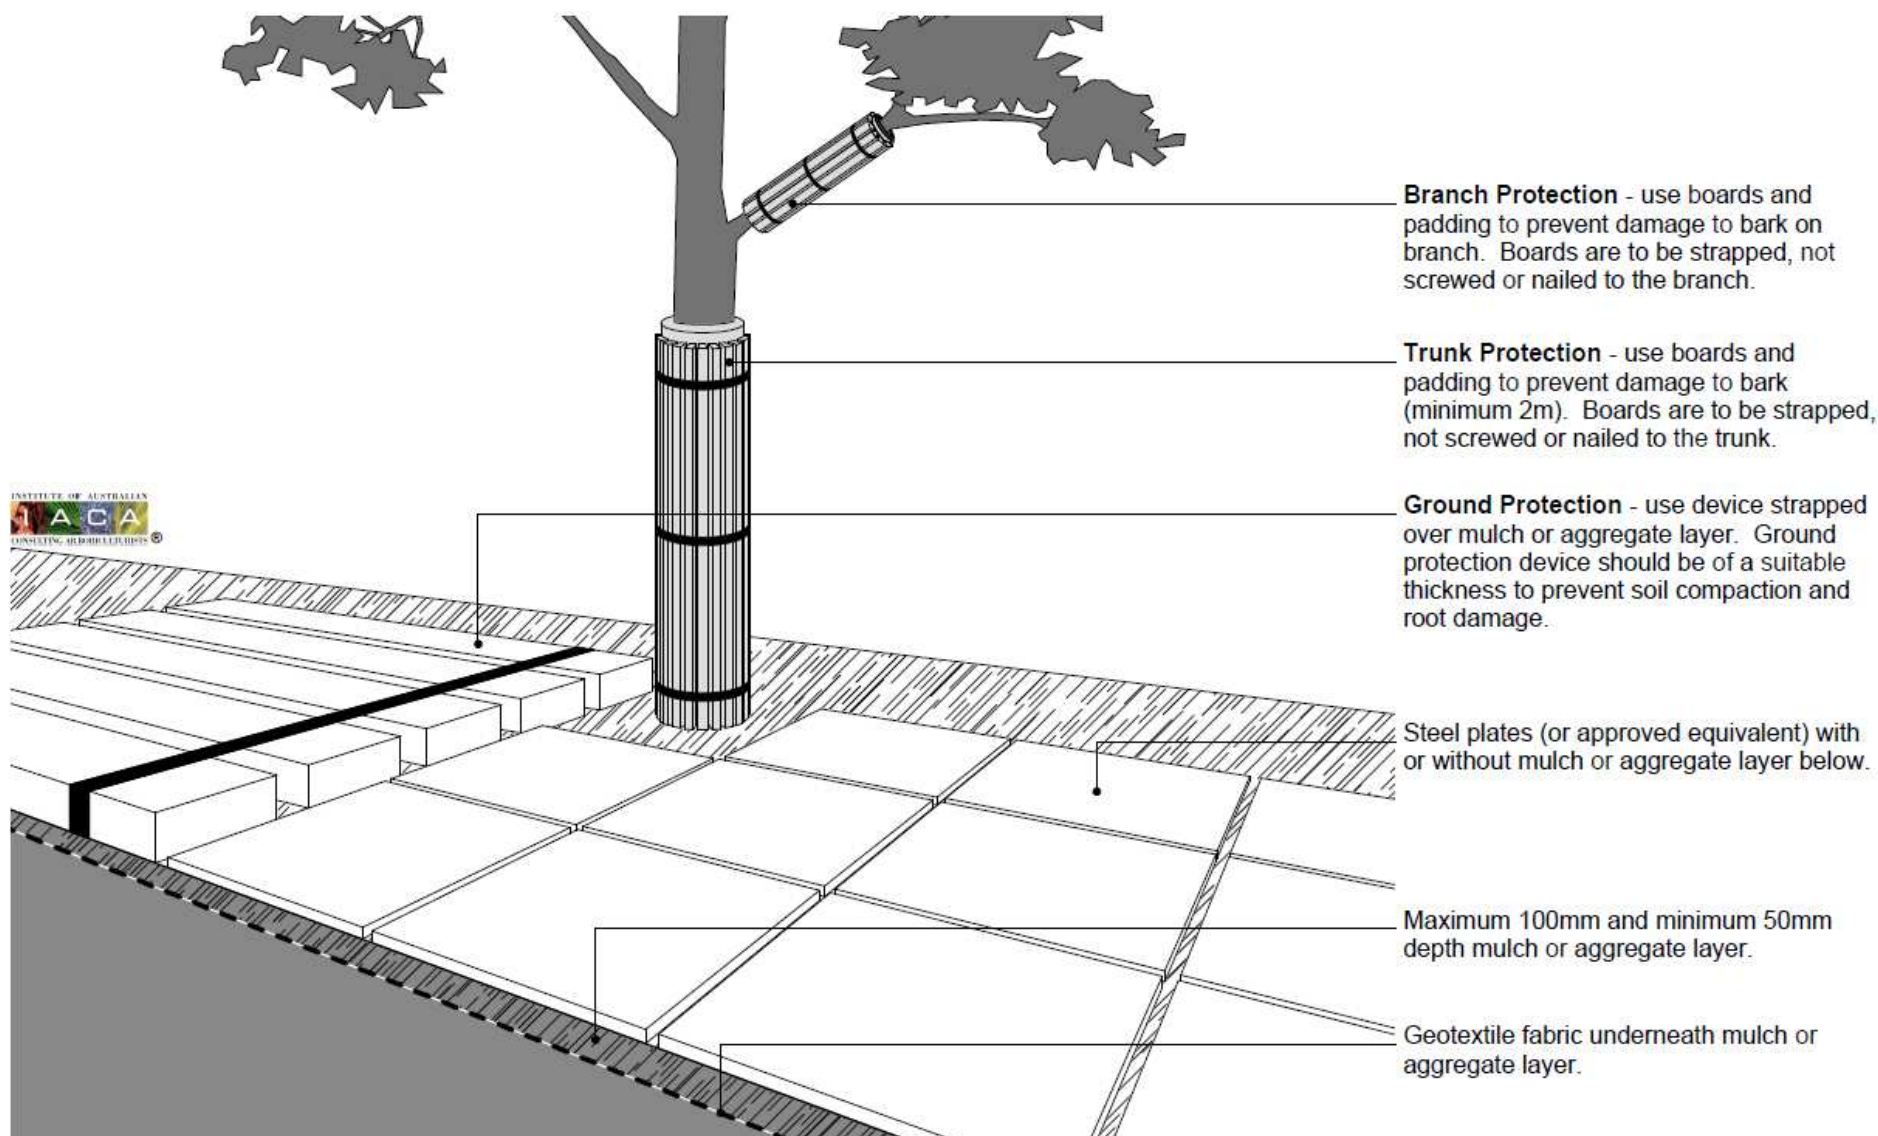 Branch Protection - use boards and
padding to prevent damage to bark on
branch. Boards are to be strapped, not
screwed or nailed to the branch.
Trunk Protection - use boards and
padding to prevent damage to bark
(minimum 2m). Boards are to be strapped,
not screwed or nailed to the trunk.
INSTITUTE OF AUSTRALIAN
IACA
CONSULTING ARBORICULTURISTS ®
Ground Protection - use device strapped
over mulch or aggregate layer. Ground
protection device should be of a suitable
thickness to prevent soil compaction and
root damage.
Steel plates (or approved equivalent) with
or without mulch or aggregate layer below.
Maximum 100mm and minimum 50mm
depth mulch or aggregate layer.
Geotextile fabric underneath mulch or
aggregate layer.